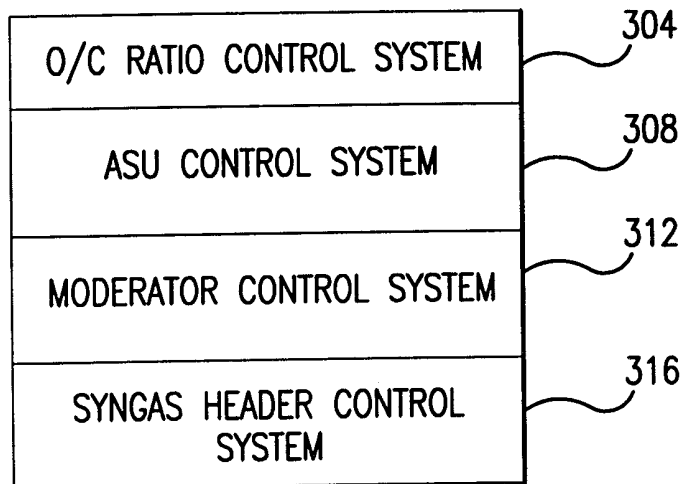 O/C RATIO CONTROL SYSTEM 304
ASU CONTROL SYSTEM 308
MODERATOR CONTROL SYSTEM 312
SYNGAS HEADER CONTROL 316
SYSTEM